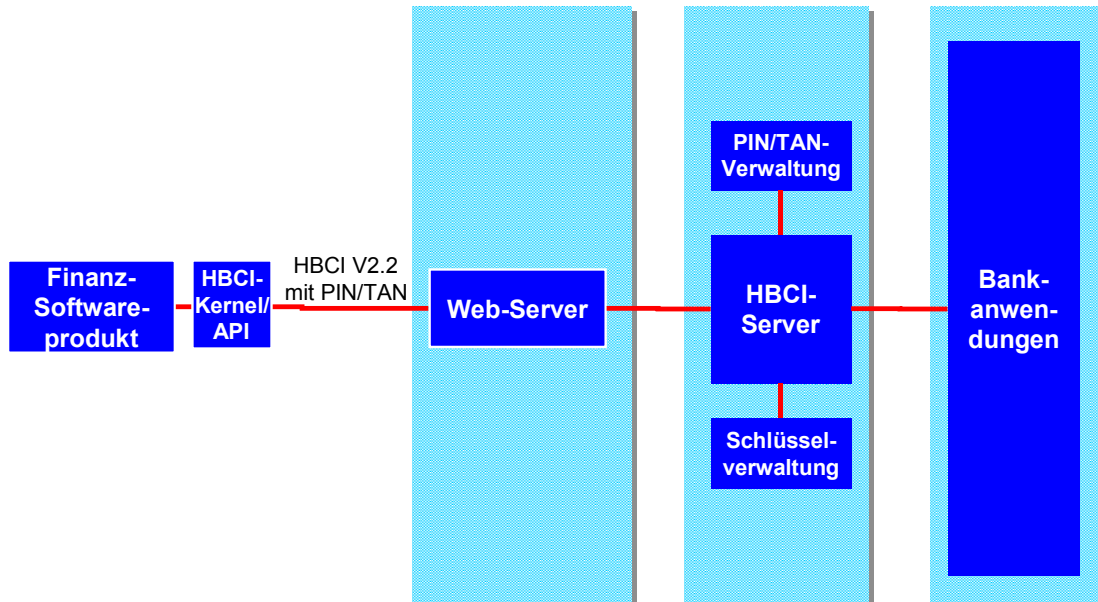 Finanz-
Software-
produkt
HBCI-
Kernel/
API
HBCI V2.2
mit PIN/TAN
Web-Server
PIN/TAN-
Verwaltung
HBCI-
Server
Schlüssel-
verwaltung
Bank-
anwen-
dungen